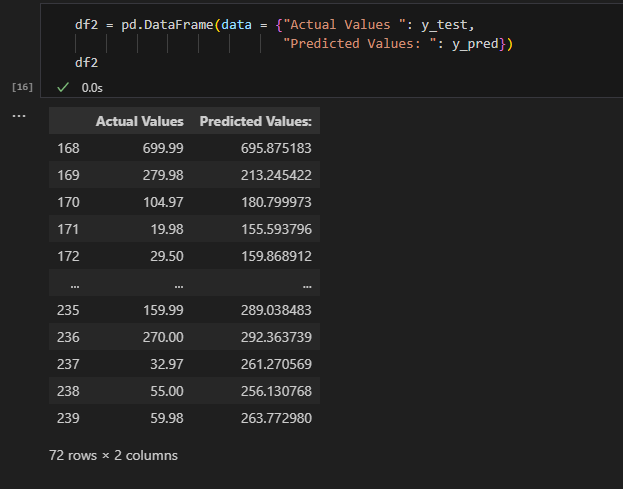 df2 = pd.DataFrame(data = {"Actual Values ": y_test,
"Predicted Values: ": y_pred})
df2
[16] ✓ 0.0s
...
Actual Values Predicted Values:
168 699.99 695.875183
169 279.98 213.245422
170 104.97 180.799973
171 19.98 155.593796
172 29.50 159.868912
... ... ...
235 159.99 289.038483
236 270.00 292.363739
237 32.97 261.270569
238 55.00 256.130768
239 59.98 263.772980
72 rows × 2 columns